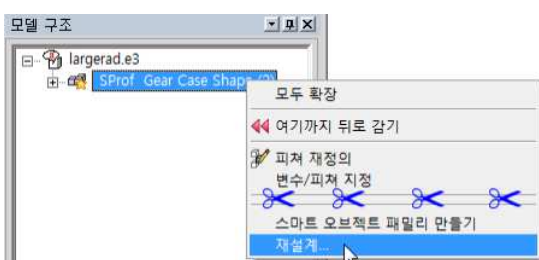 모델 구조
largerad.e3
SProf Gear Case Shape (2)
모두 확장
여기까지 뒤로 감기
피쳐 재정의
변수/피쳐 지정
스마트 오브젝트 패밀리 만들기
재설계...